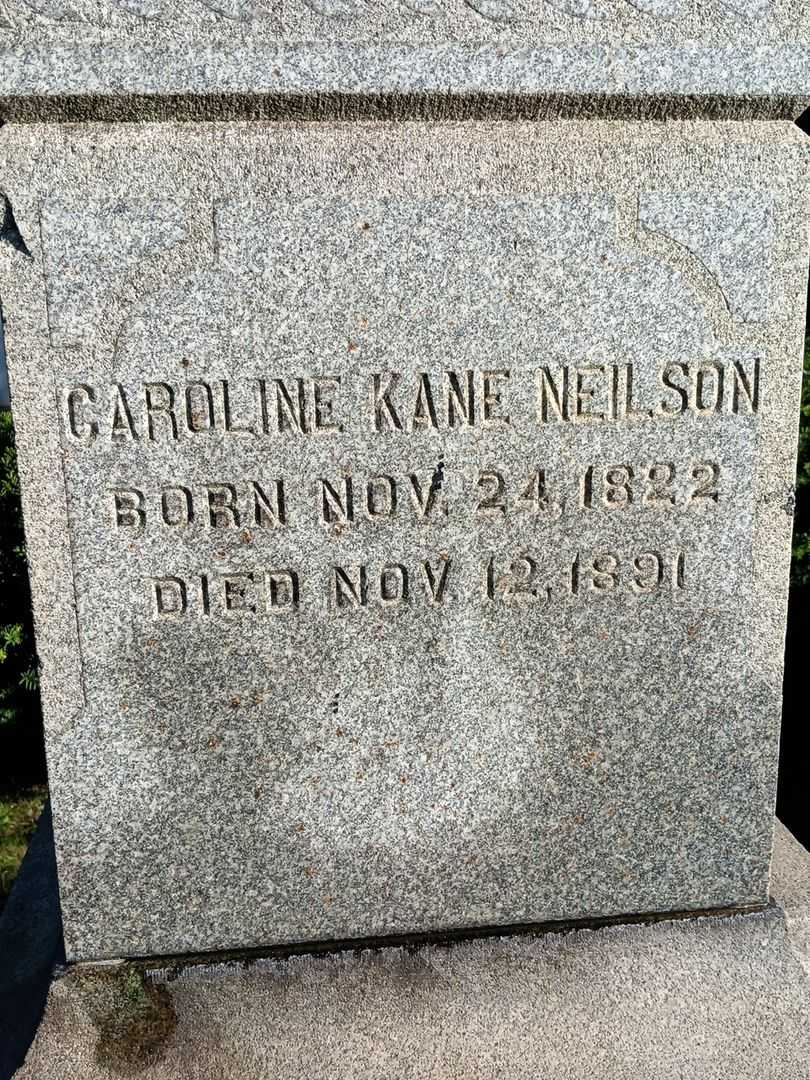 CAROLINE KANE NEILSON
BORN NOV. 24, 1822
DIED NOV. 12, 1891